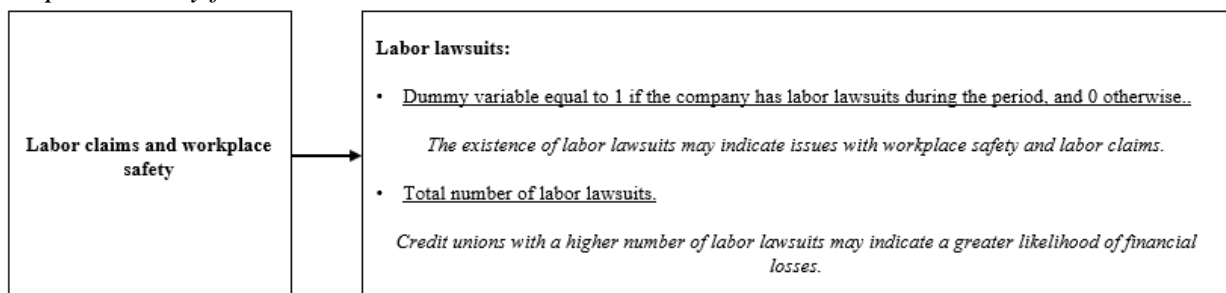 Labor claims and workplace
safety
Labor lawsuits:
• Dummy variable equal to 1 if the company has labor lawsuits during the period, and 0 otherwise..
The existence of labor lawsuits may indicate issues with workplace safety and labor claims.
• Total number of labor lawsuits.
Credit unions with a higher number of labor lawsuits may indicate a greater likelihood of financial
losses.